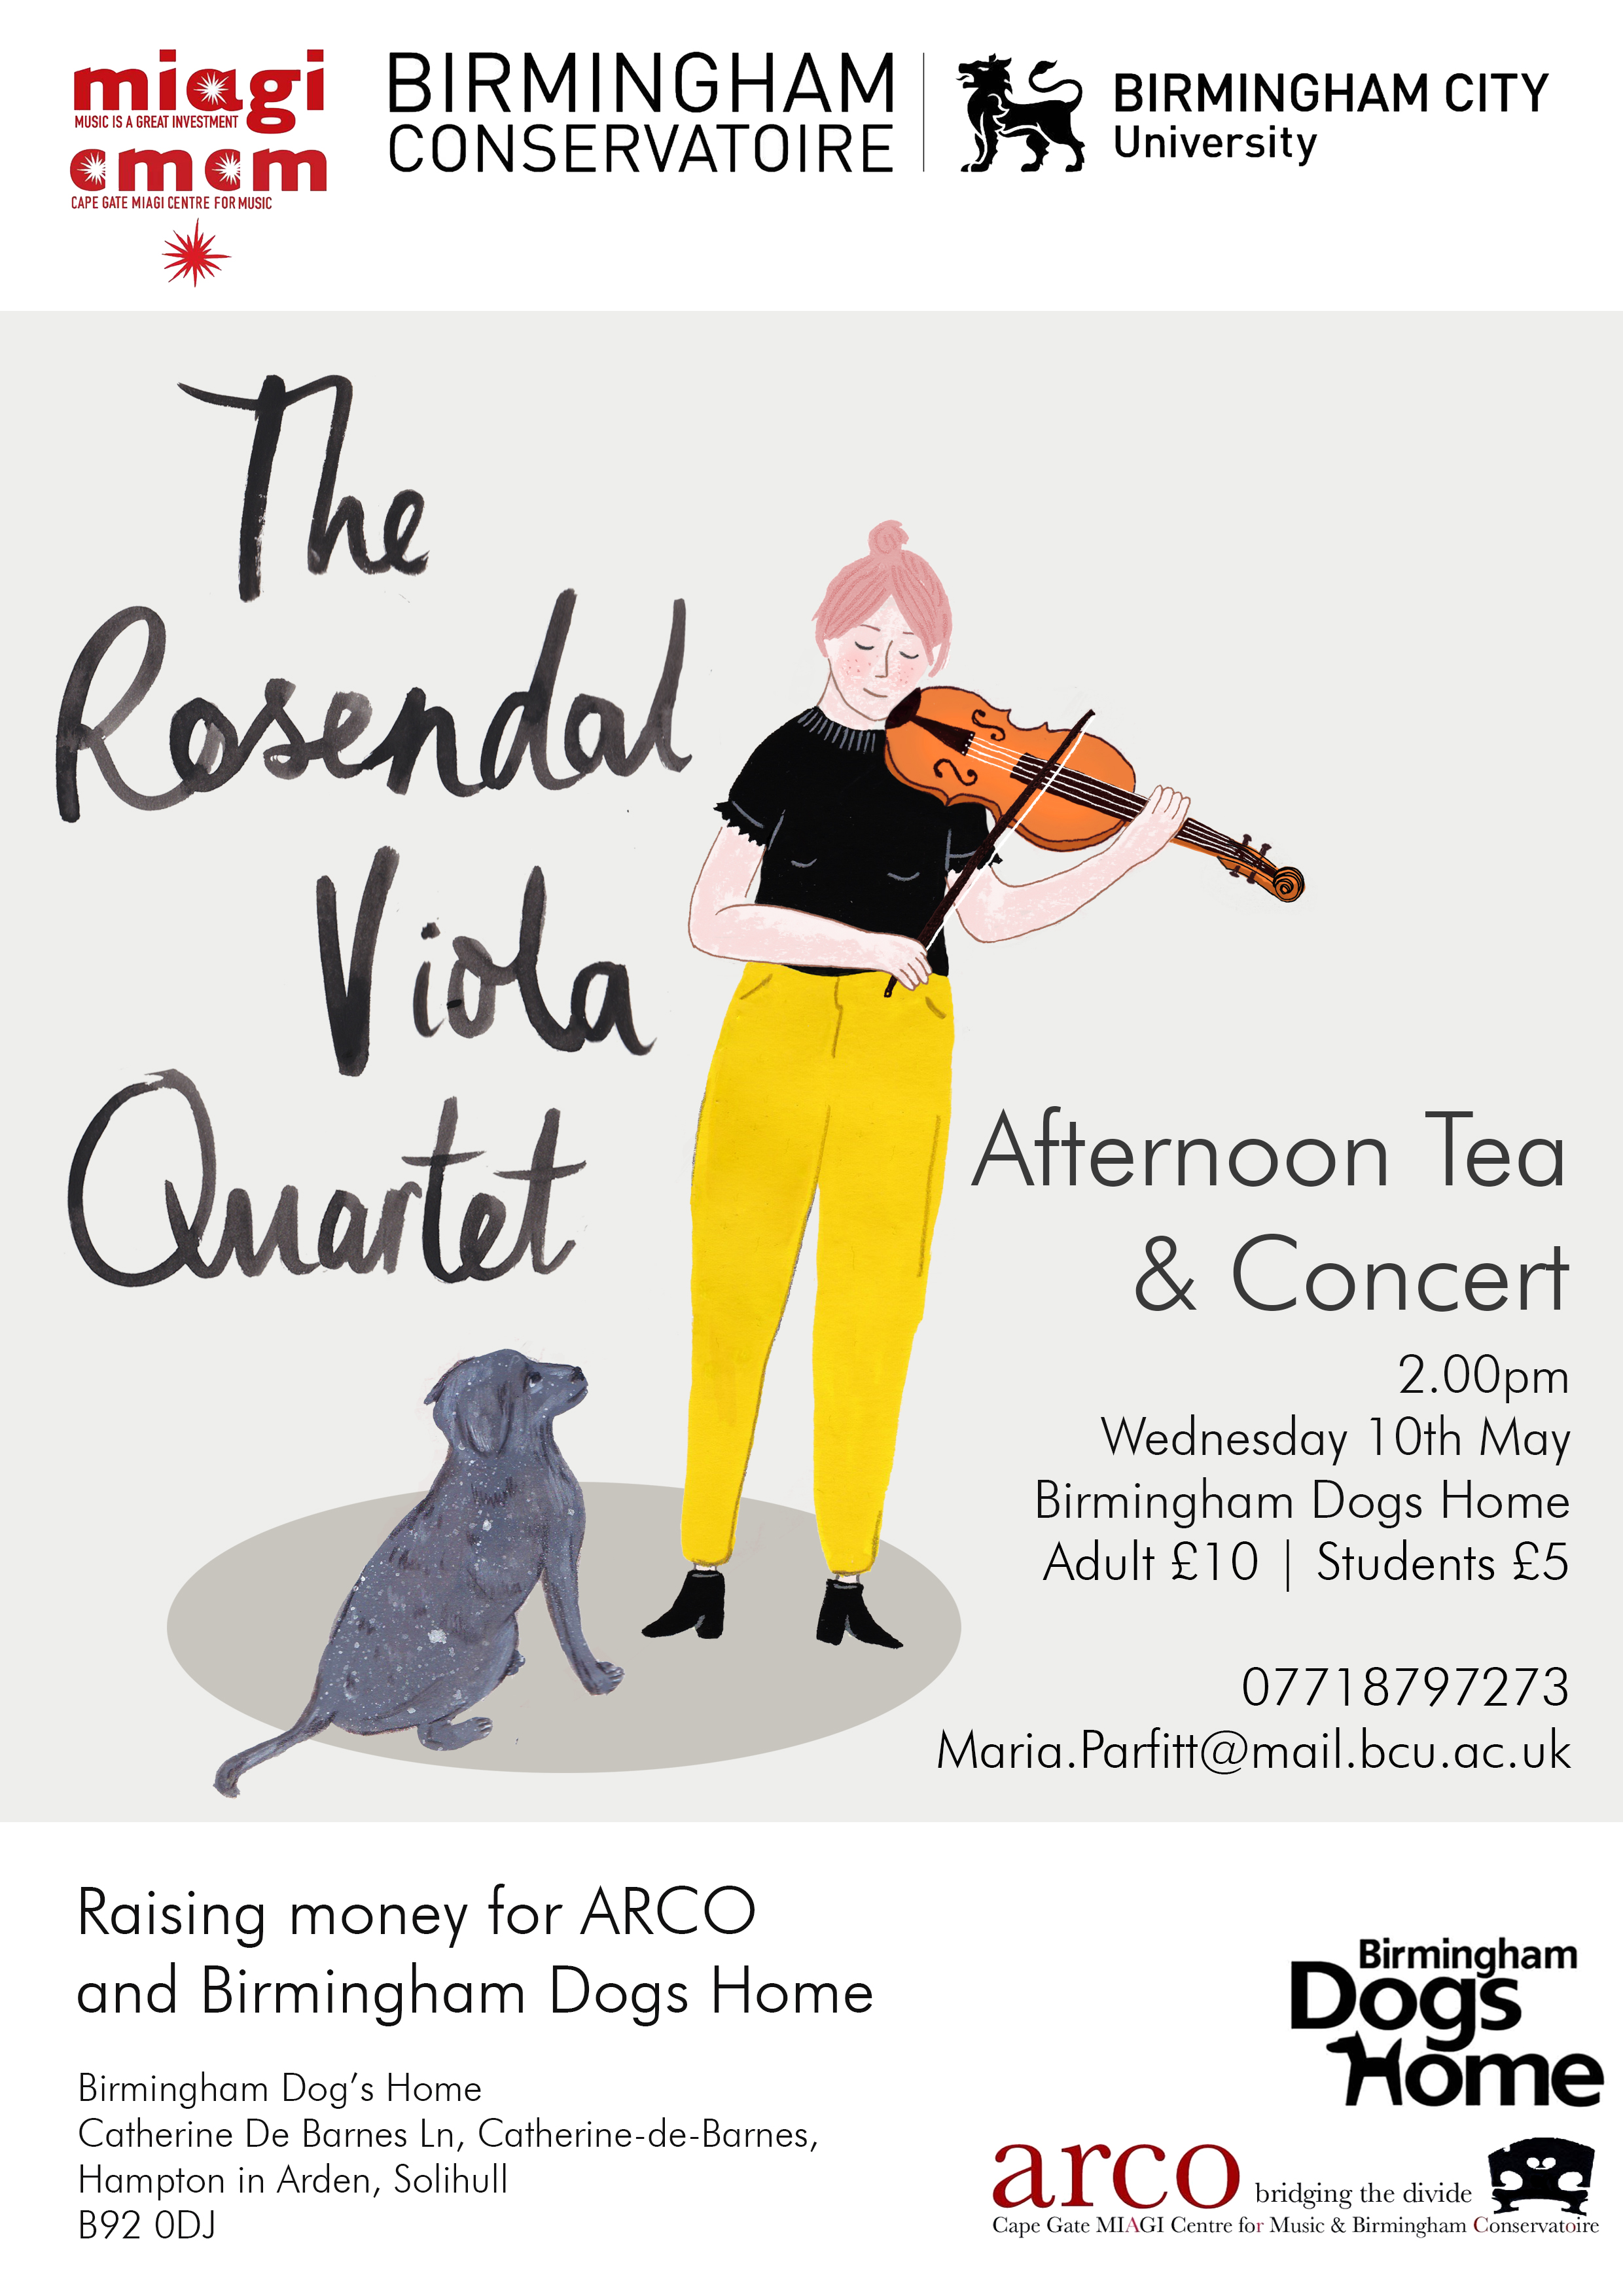 miagi
MUSIC IS A GREAT INVESTMENT
cmcm
CAPE GATE MIAGI CENTRE FOR MUSIC
BIRMINGHAM
CONSERVATOIRE
BIRMINGHAM CITY
University
The
Rosendal
Viola
Quartet
Afternoon Tea
& Concert
2.00pm
Wednesday 10th May
Birmingham Dogs Home
Adult £10 | Students £5
07718797273
Maria.Parfitt@mail.bcu.ac.uk
Raising money for ARCO
and Birmingham Dogs Home
Birmingham Dog’s Home
Catherine De Barnes Ln, Catherine-de-Barnes,
Hampton in Arden, Solihull
B92 0DJ
Birmingham
Dogs
Home
arco bridging the divide
Cape Gate MIAGI Centre for Music & Birmingham Conservatoire